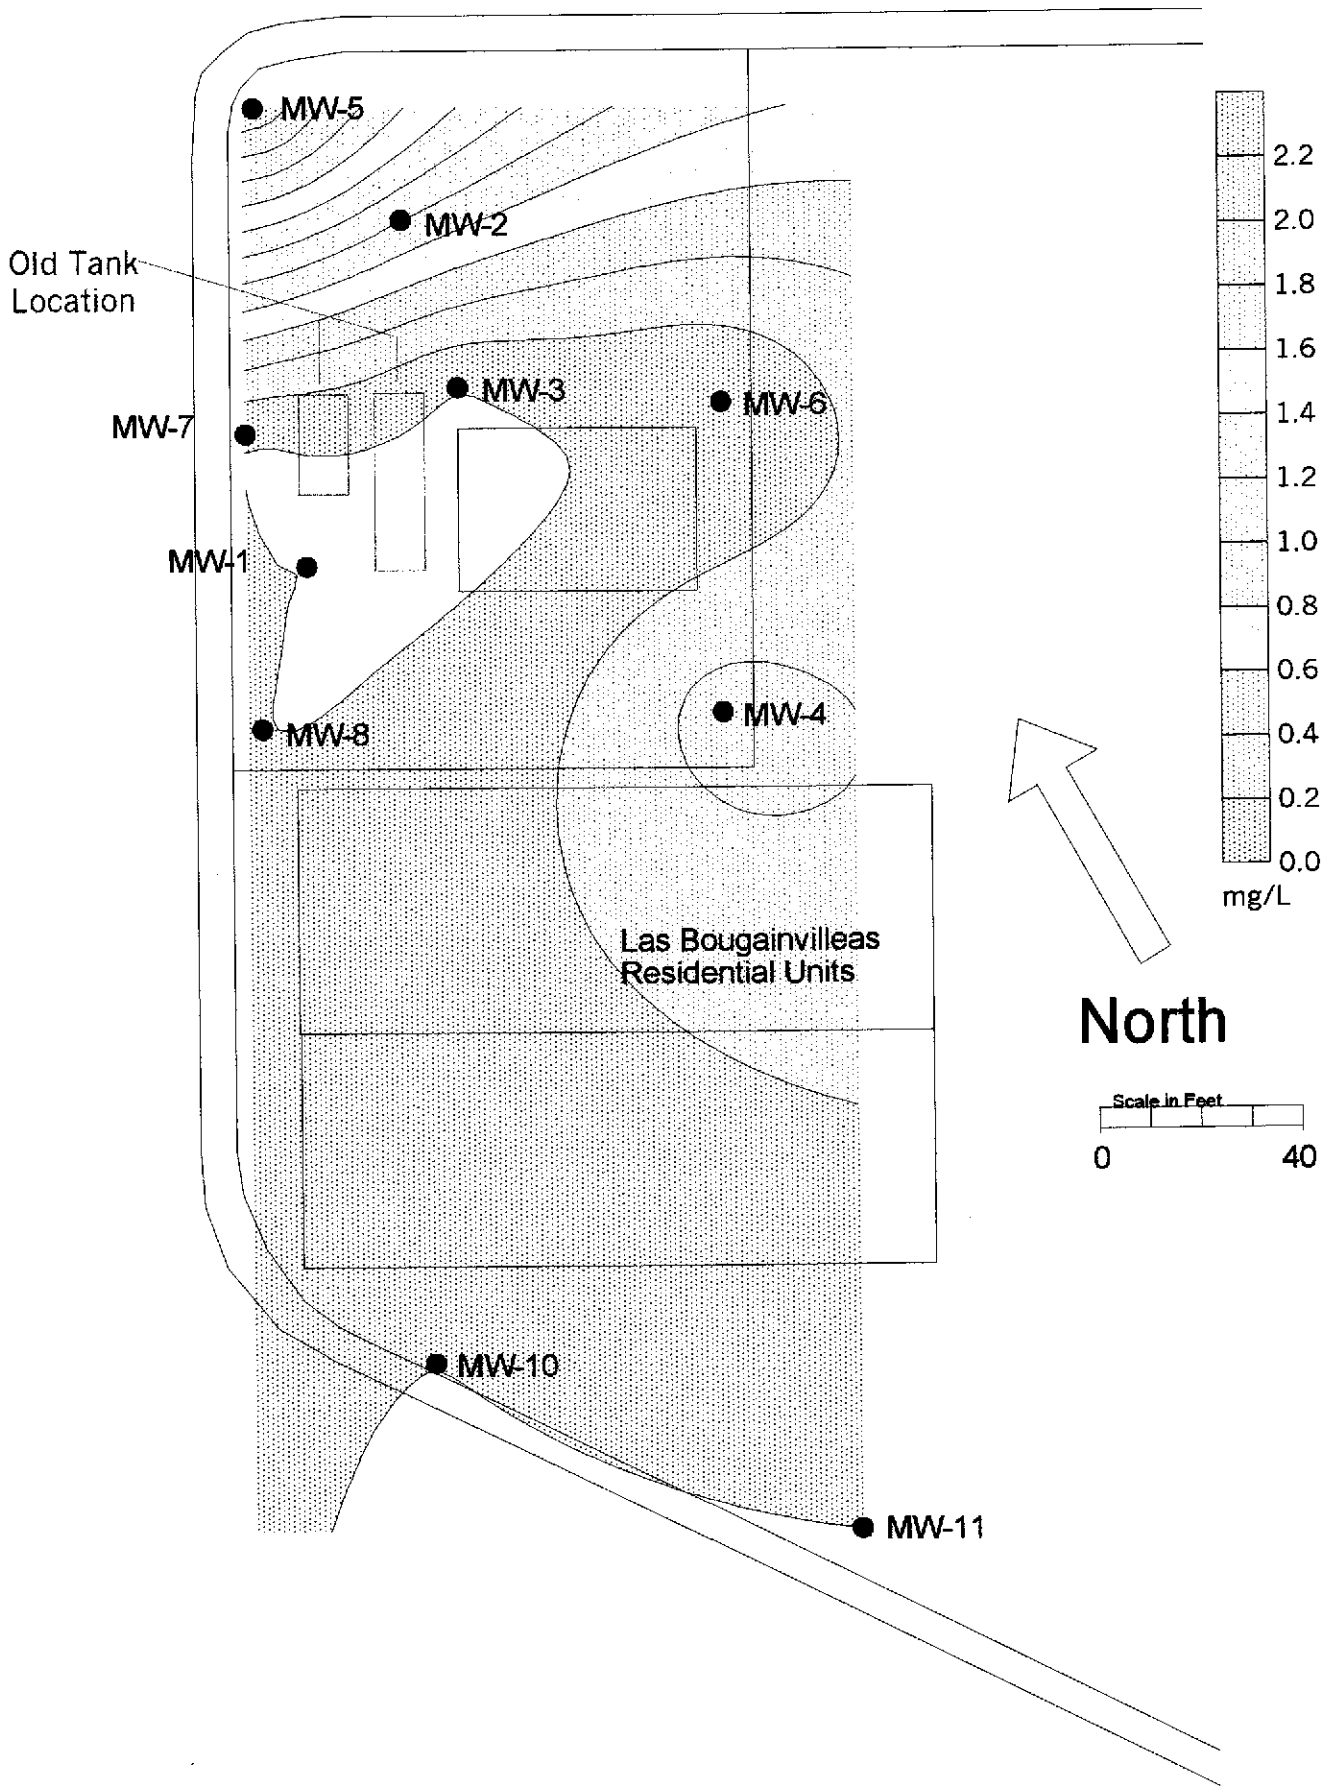 MW-5
2.2
MW-2
2.0
Old Tank
Location
1.8
1.6
MW-3
MW-6
1.4
MW-7
1.2
MW-1
1.0
0.8
0.6
MW-4
MW-8
0.4
0.2
0.0
mg/L
Las Bougainvilleas
Residential Units
North
Scale in Feet
0 40
MW-10
MW-11